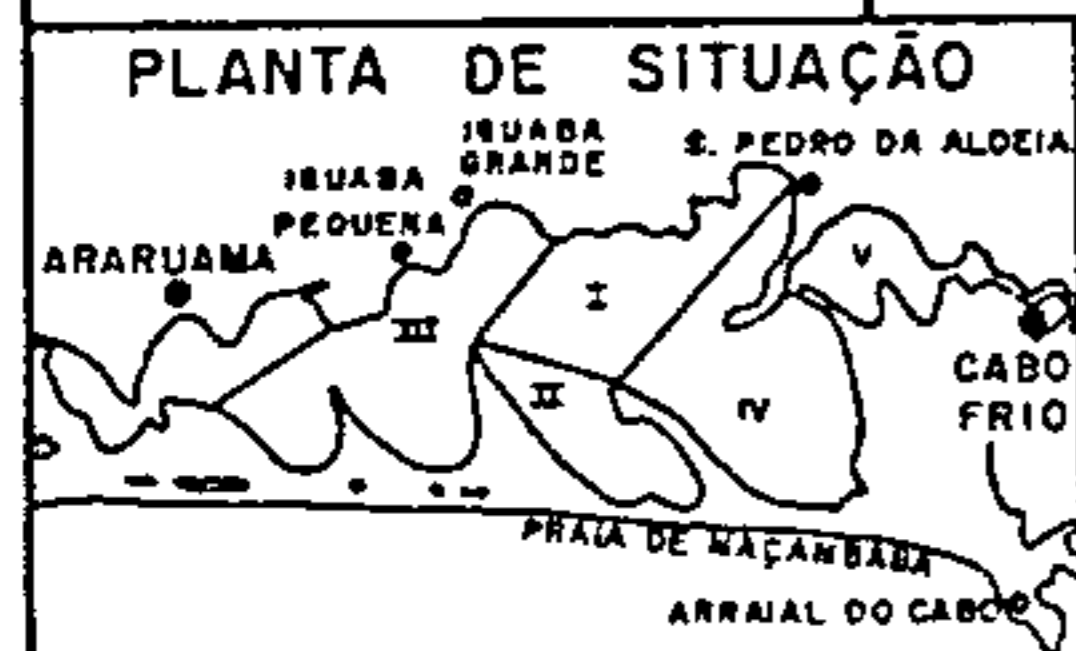 PLANTA DE SITUAÇÃO
IGUABA
GRANDE
S. PEDRO DA ALDEIA
IGUABA
PEQUENA
ARARUAMA
V
I
III
CABO
FRIO
II
IV
PRAIA DE MAÇAMBABA
ARRAIAL DO CABO